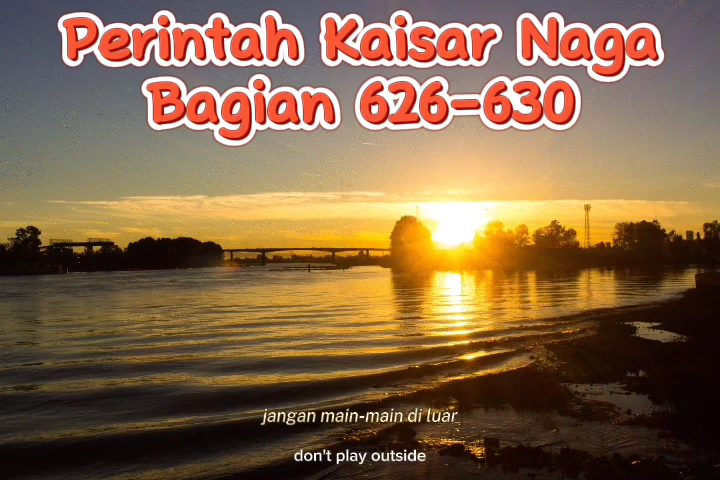 Perintah Kaisar Naga
Bagian 626-630
jangan main-main di luar
don't play outside